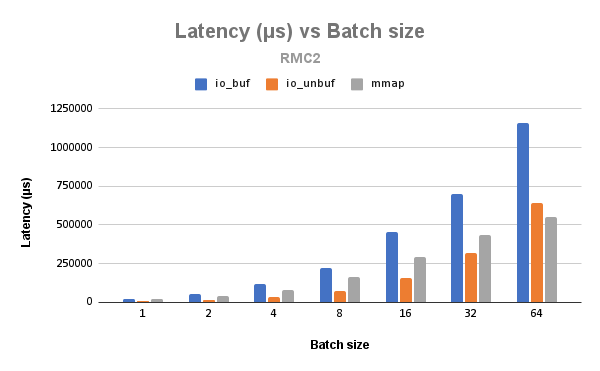 Latency (μs) vs Batch size
RMC2
io_buf io_unbuf mmap
1250000
1000000
750000
500000
250000
0
Latency (μs)
1 2 4 8 16 32 64
Batch size